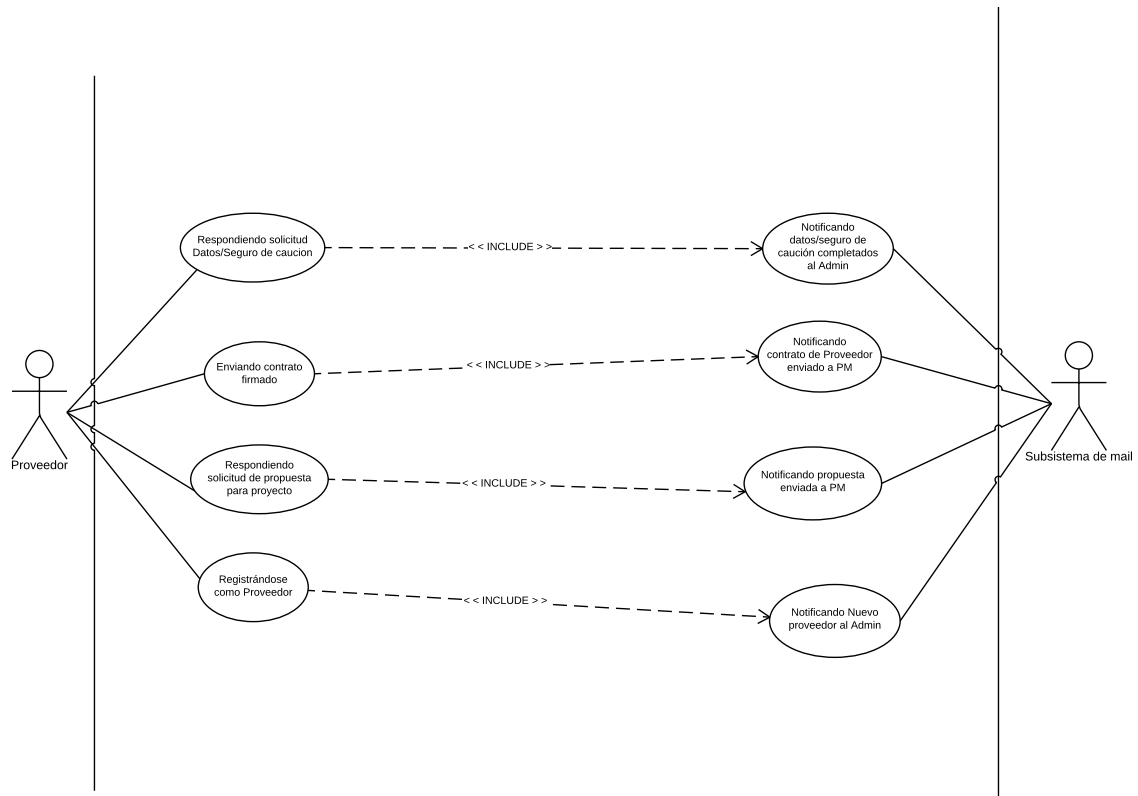 Respondiendo solicitud
Datos/Seguro de caucion
< < INCLUDE > >
Notificando
datos/seguro de
caución completados
al Admin
Enviando contrato
firmado
< < INCLUDE > >
Notificando
contrato de Proveedor
enviado a PM
Proveedor
Subsistema de mail
Respondiendo
solicitud de propuesta
para proyecto
< < INCLUDE > >
Notificando propuesta
enviada a PM
Registrándose
como Proveedor
< < INCLUDE > >
Notificando Nuevo
proveedor al Admin